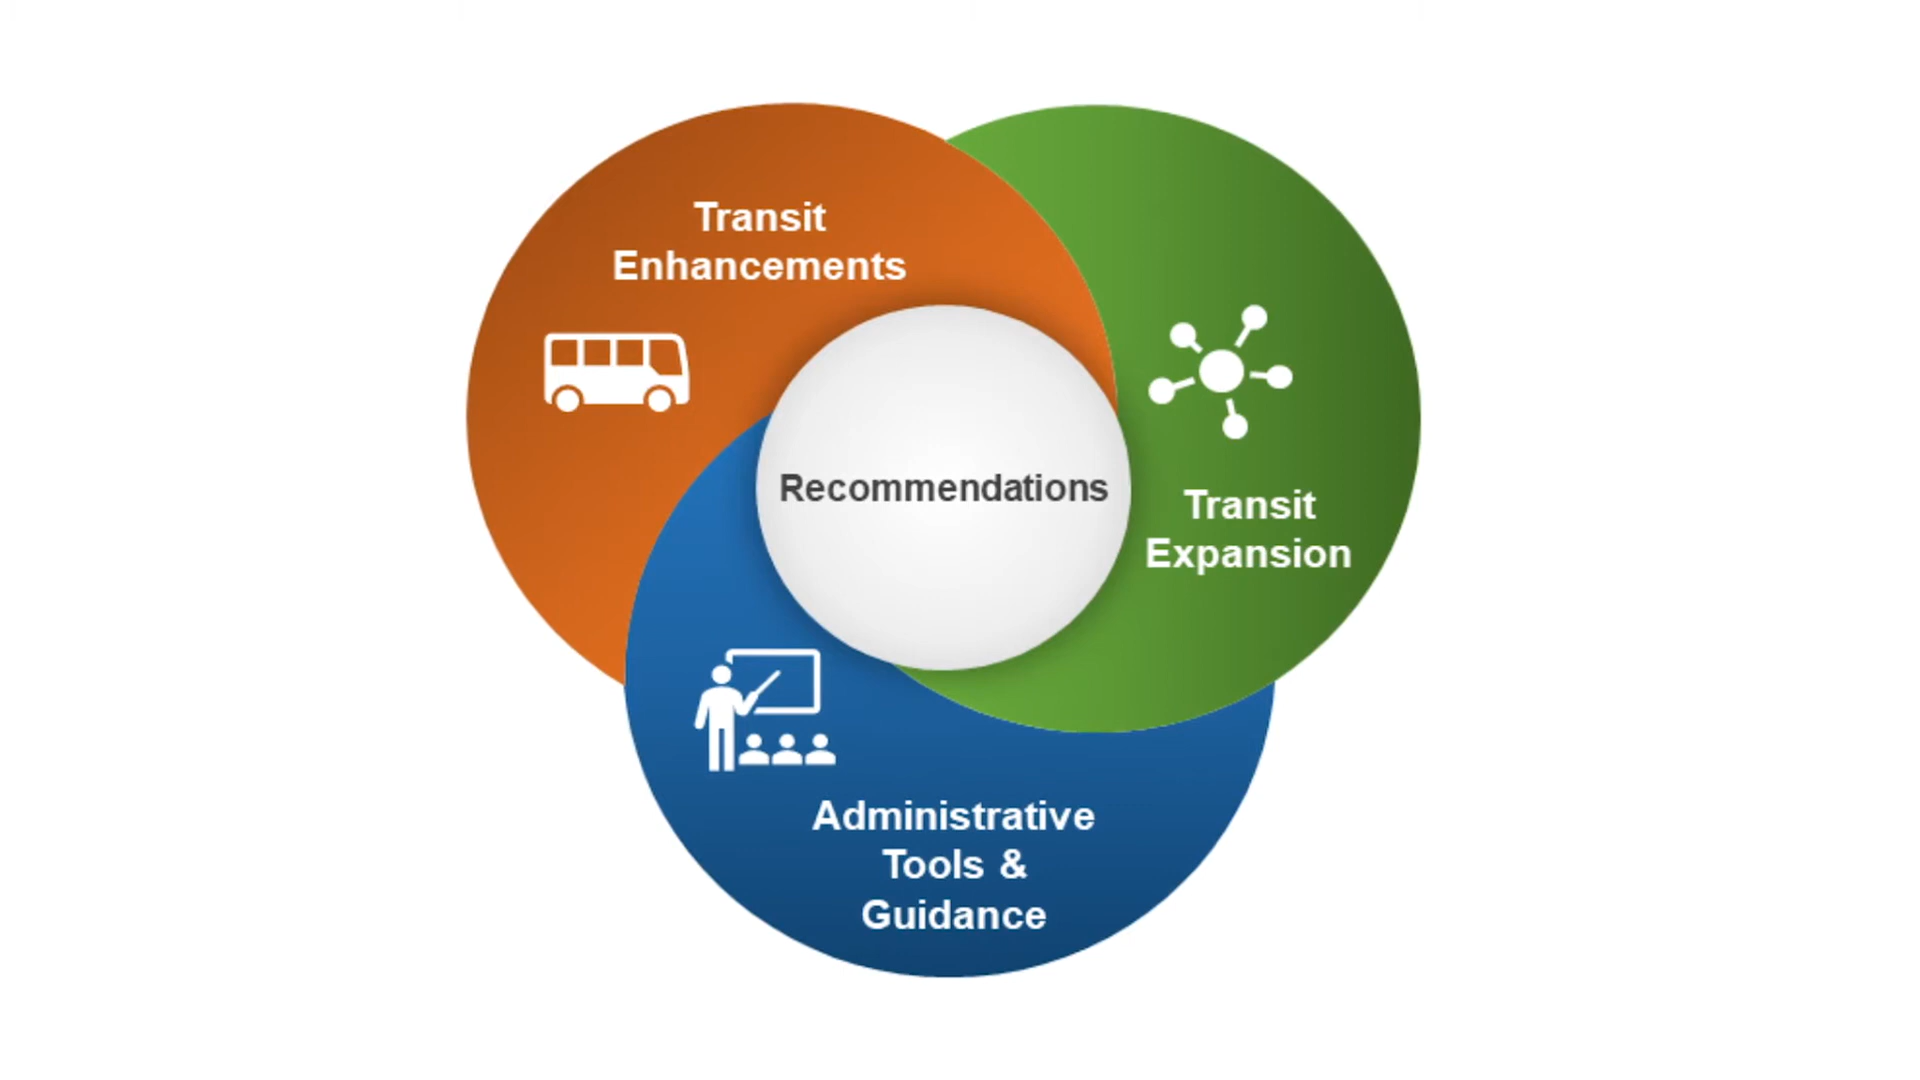 Transit
Enhancements
Recommendations
Transit
Expansion
Administrative
Tools &
Guidance